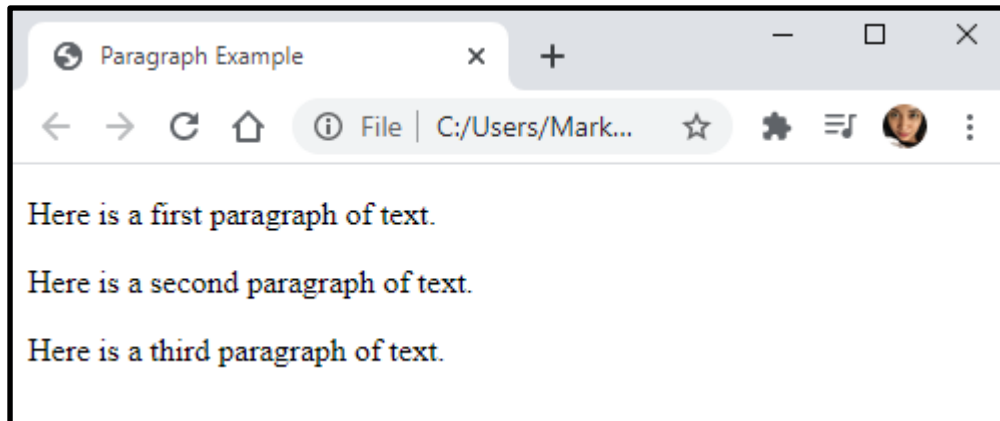 Paragraph Example
File C:/Users/Mark...
Here is a first paragraph of text.
Here is a second paragraph of text.
Here is a third paragraph of text.